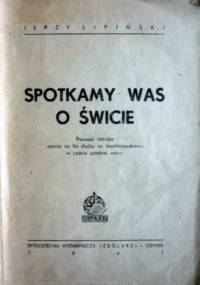 JERZY LIPIŃSKI
SPOTKAMY WAS
O ŚWICIE
Powieść morska
osnuta na tle służby na kontrtorpedowcu
w czasie ostatniej wojny
SPÓŁDZIELNIA WYDAWNICZA »ŻEGLARZ« — GDYNIA